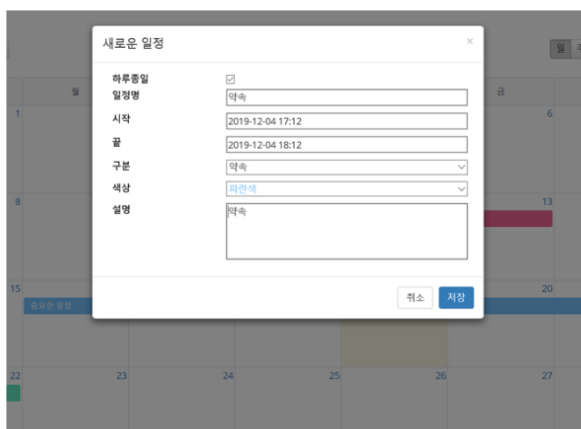 새로운 일정 ×
월
하루종일
일정명 약속
시작 2019-12-04 17:12
끝 2019-12-04 18:12
구분 약속
색상 파란색
설명 약속
취소 저장
월 금
1 6
8 13
15 20
중요한 일정
22 23 24 25 26 27